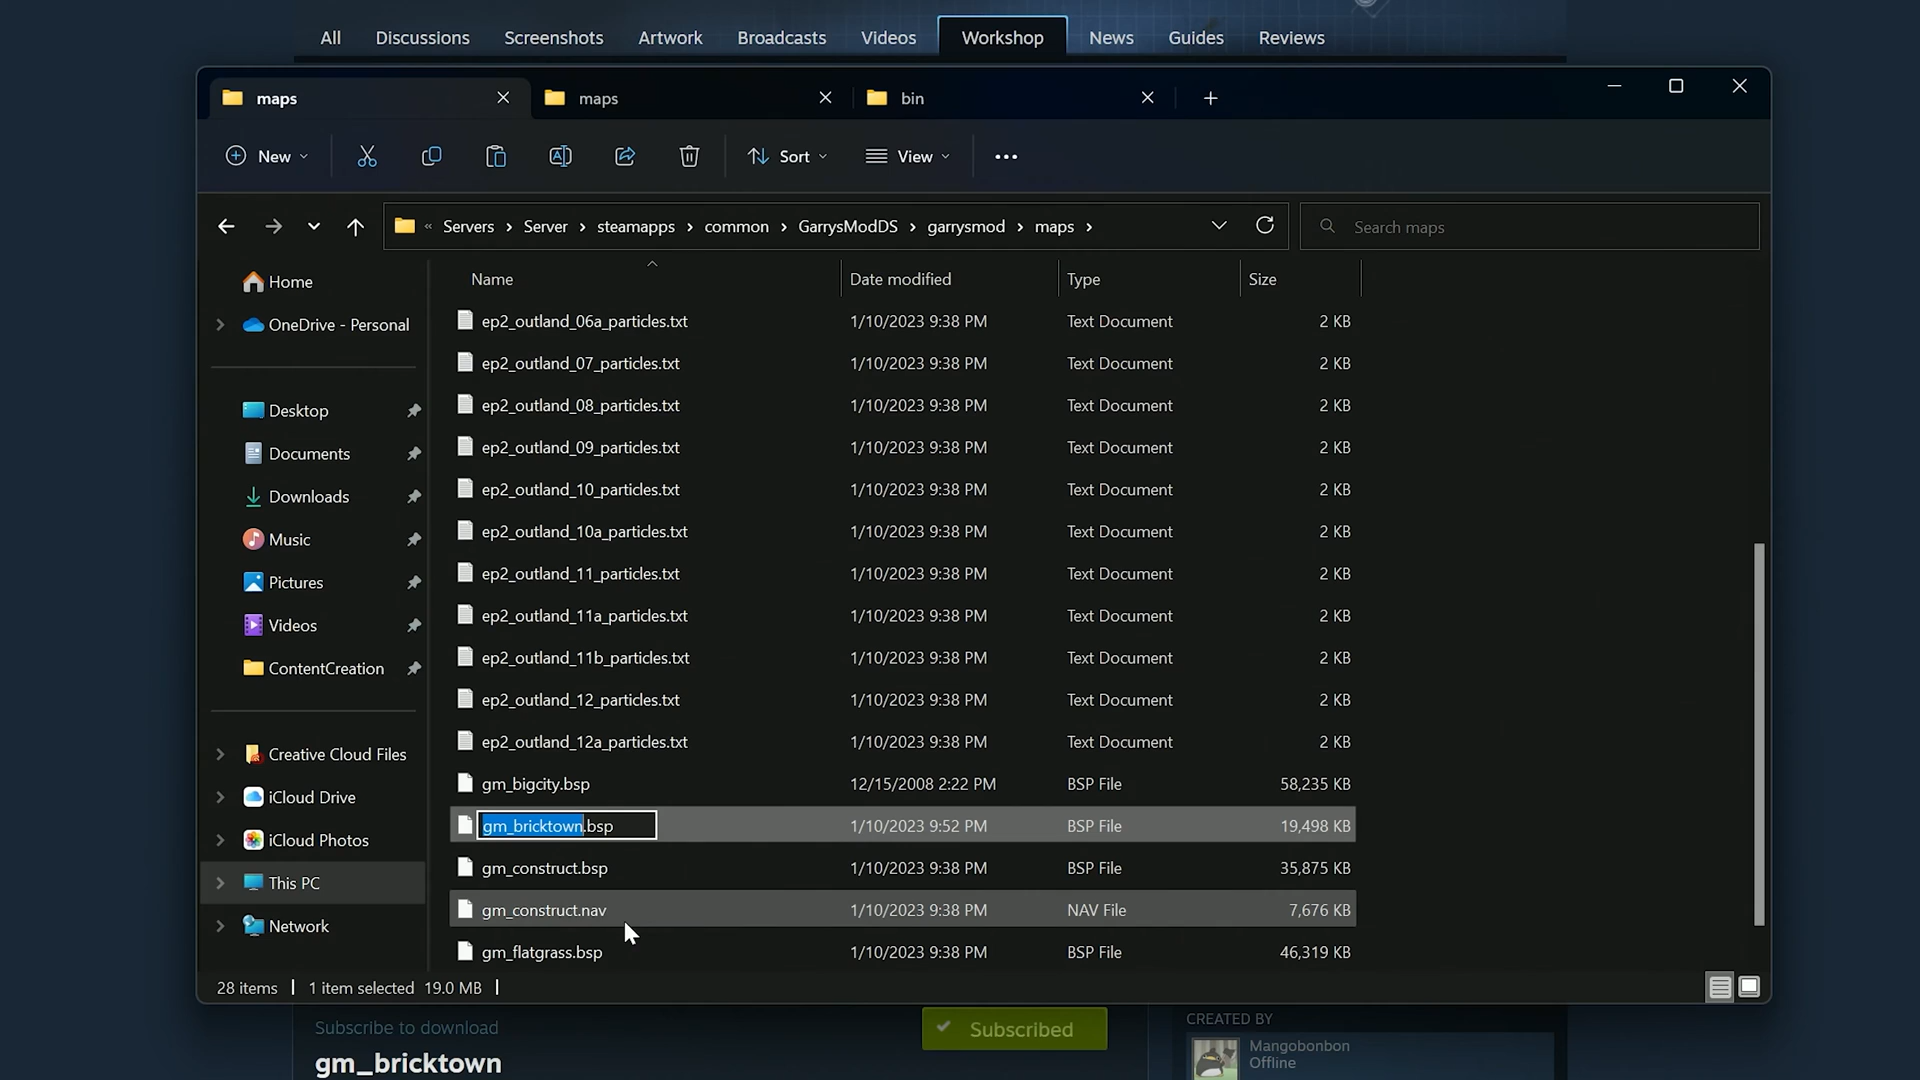 All Discussions Screenshots Artwork Broadcasts Videos Workshop News Guides Reviews
maps maps bin
New Sort View
« Servers > Server > steamapps > common > GarrysModDS > garrysmod > maps > Search maps
Name Date modified Type Size
Home
OneDrive - Personal
Desktop
Documents
Downloads
Music
Pictures
Videos
ContentCreation
Creative Cloud Files
iCloud Drive
iCloud Photos
This PC
Network
ep2_outland_06a_particles.txt 1/10/2023 9:38 PM Text Document 2 KB
ep2_outland_07_particles.txt 1/10/2023 9:38 PM Text Document 2 KB
ep2_outland_08_particles.txt 1/10/2023 9:38 PM Text Document 2 KB
ep2_outland_09_particles.txt 1/10/2023 9:38 PM Text Document 2 KB
ep2_outland_10_particles.txt 1/10/2023 9:38 PM Text Document 2 KB
ep2_outland_10a_particles.txt 1/10/2023 9:38 PM Text Document 2 KB
ep2_outland_11_particles.txt 1/10/2023 9:38 PM Text Document 2 KB
ep2_outland_11a_particles.txt 1/10/2023 9:38 PM Text Document 2 KB
ep2_outland_11b_particles.txt 1/10/2023 9:38 PM Text Document 2 KB
ep2_outland_12_particles.txt 1/10/2023 9:38 PM Text Document 2 KB
ep2_outland_12a_particles.txt 1/10/2023 9:38 PM Text Document 2 KB
gm_bigcity.bsp 12/15/2008 2:22 PM BSP File 58,235 KB
gm_bricktown.bsp 1/10/2023 9:52 PM BSP File 19,498 KB
gm_construct.bsp 1/10/2023 9:38 PM BSP File 35,875 KB
gm_construct.nav 1/10/2023 9:38 PM NAV File 7,676 KB
gm_flatgrass.bsp 1/10/2023 9:38 PM BSP File 46,319 KB
28 items 1 item selected 19.0 MB
Subscribe to download
gm_bricktown
Subscribed
CREATED BY
Mangobonbon
Offline